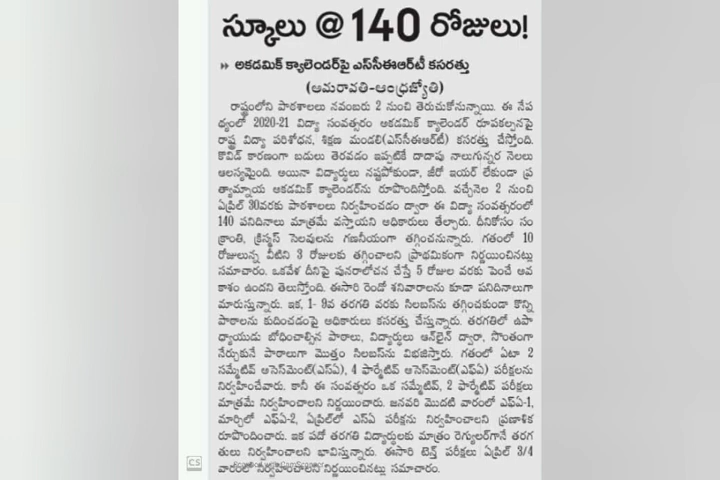 స్కూలు @ 140 రోజులు!
›› అకడమిక్ క్యాలెండర్‌పై ఎస్‌సీఈఆర్‌టీ కసరత్తు
(అమరావతి-ఆంధ్రజ్యోతి)
రాష్ట్రంలోని పాఠశాలలు నవంబరు 2 నుంచి తెరుచుకోనున్నాయి. ఈ నేప
థ్యంలో 2020-21 విద్యా సంవత్సరం అకడమిక్ క్యాలెండర్ రూపకల్పనపై
రాష్ట్ర విద్యా పరిశోధన, శిక్షణ మండలి(ఎస్‌సీఈఆర్‌టీ) కసరత్తు చేస్తోంది.
కొవిడ్ కారణంగా బడులు తెరవడం ఇప్పటికే దాదాపు నాలుగున్నర నెలలు
ఆలస్యమైంది. అయినా విద్యార్థులు నష్టపోకుండా, జీరో ఇయర్ లేకుండా ప్ర
త్యామ్నాయ అకడమిక్ క్యాలెండర్‌ను రూపొందిస్తోంది. వచ్చేనెల 2 నుంచి
ఏప్రిల్ 30వరకు పాఠశాలలు నిర్వహించడం ద్వారా ఈ విద్యా సంవత్సరంలో
140 పనిదినాలు మాత్రమే వస్తాయని అధికారులు తేల్చారు. దీనికోసం సం
క్రాంతి, క్రిస్మస్ సెలవులను గణనీయంగా తగ్గించనున్నారు. గతంలో 10
రోజులున్న వీటిని 3 రోజులకు తగ్గించాలని ప్రాథమికంగా నిర్ణయించినట్లు
సమాచారం. ఒకవేళ దీనిపై పునరాలోచన చేస్తే 5 రోజుల వరకు పెంచే అవ
కాశం ఉందని తెలుస్తోంది. ఈసారి రెండో శనివారాలను కూడా పనిదినాలుగా
మారుస్తున్నారు. ఇక, 1- 9వ తరగతి వరకు సిలబస్‌ను తగ్గించకుండా కొన్ని
పాఠాలను కుదించడంపై అధికారులు కసరత్తు చేస్తున్నారు. తరగతిలో ఉపా
ధ్యాయుడు బోధించాల్సిన పాఠాలు, విద్యార్థులు ఆన్‌లైన్ ద్వారా, సొంతంగా
నేర్చుకునే పాఠాలుగా మొత్తం సిలబస్‌ను విభజిస్తారు. గతంలో ఏటా 2
సమ్మేటివ్ అసెస్‌మెంట్(ఎస్ఏ), 4 ఫార్మేటివ్ అసెస్‌మెంట్(ఎఫ్ఏ) పరీక్షలను
నిర్వహించేవారు. కానీ ఈ సంవత్సరం ఒక సమ్మేటివ్, 2 ఫార్మేటివ్ పరీక్షలు
మాత్రమే నిర్వహించాలని నిర్ణయించారు. జనవరి మొదటి వారంలో ఎఫ్ఏ-1,
మార్చిలో ఎఫ్ఏ-2, ఏప్రిల్‌లో ఎస్ఏ పరీక్షను నిర్వహించాలని ప్రణాళిక
రూపొందించారు. ఇక పదో తరగతి విద్యార్థులకు మాత్రం రెగ్యులర్‌గానే తరగ
తులు నిర్వహించాలని భావిస్తున్నారు. ఈసారి టెన్త్ పరీక్షలు ఏప్రిల్ 3/4
వారంలో నిర్వహించాలని నిర్ణయించినట్లు సమాచారం.
CS